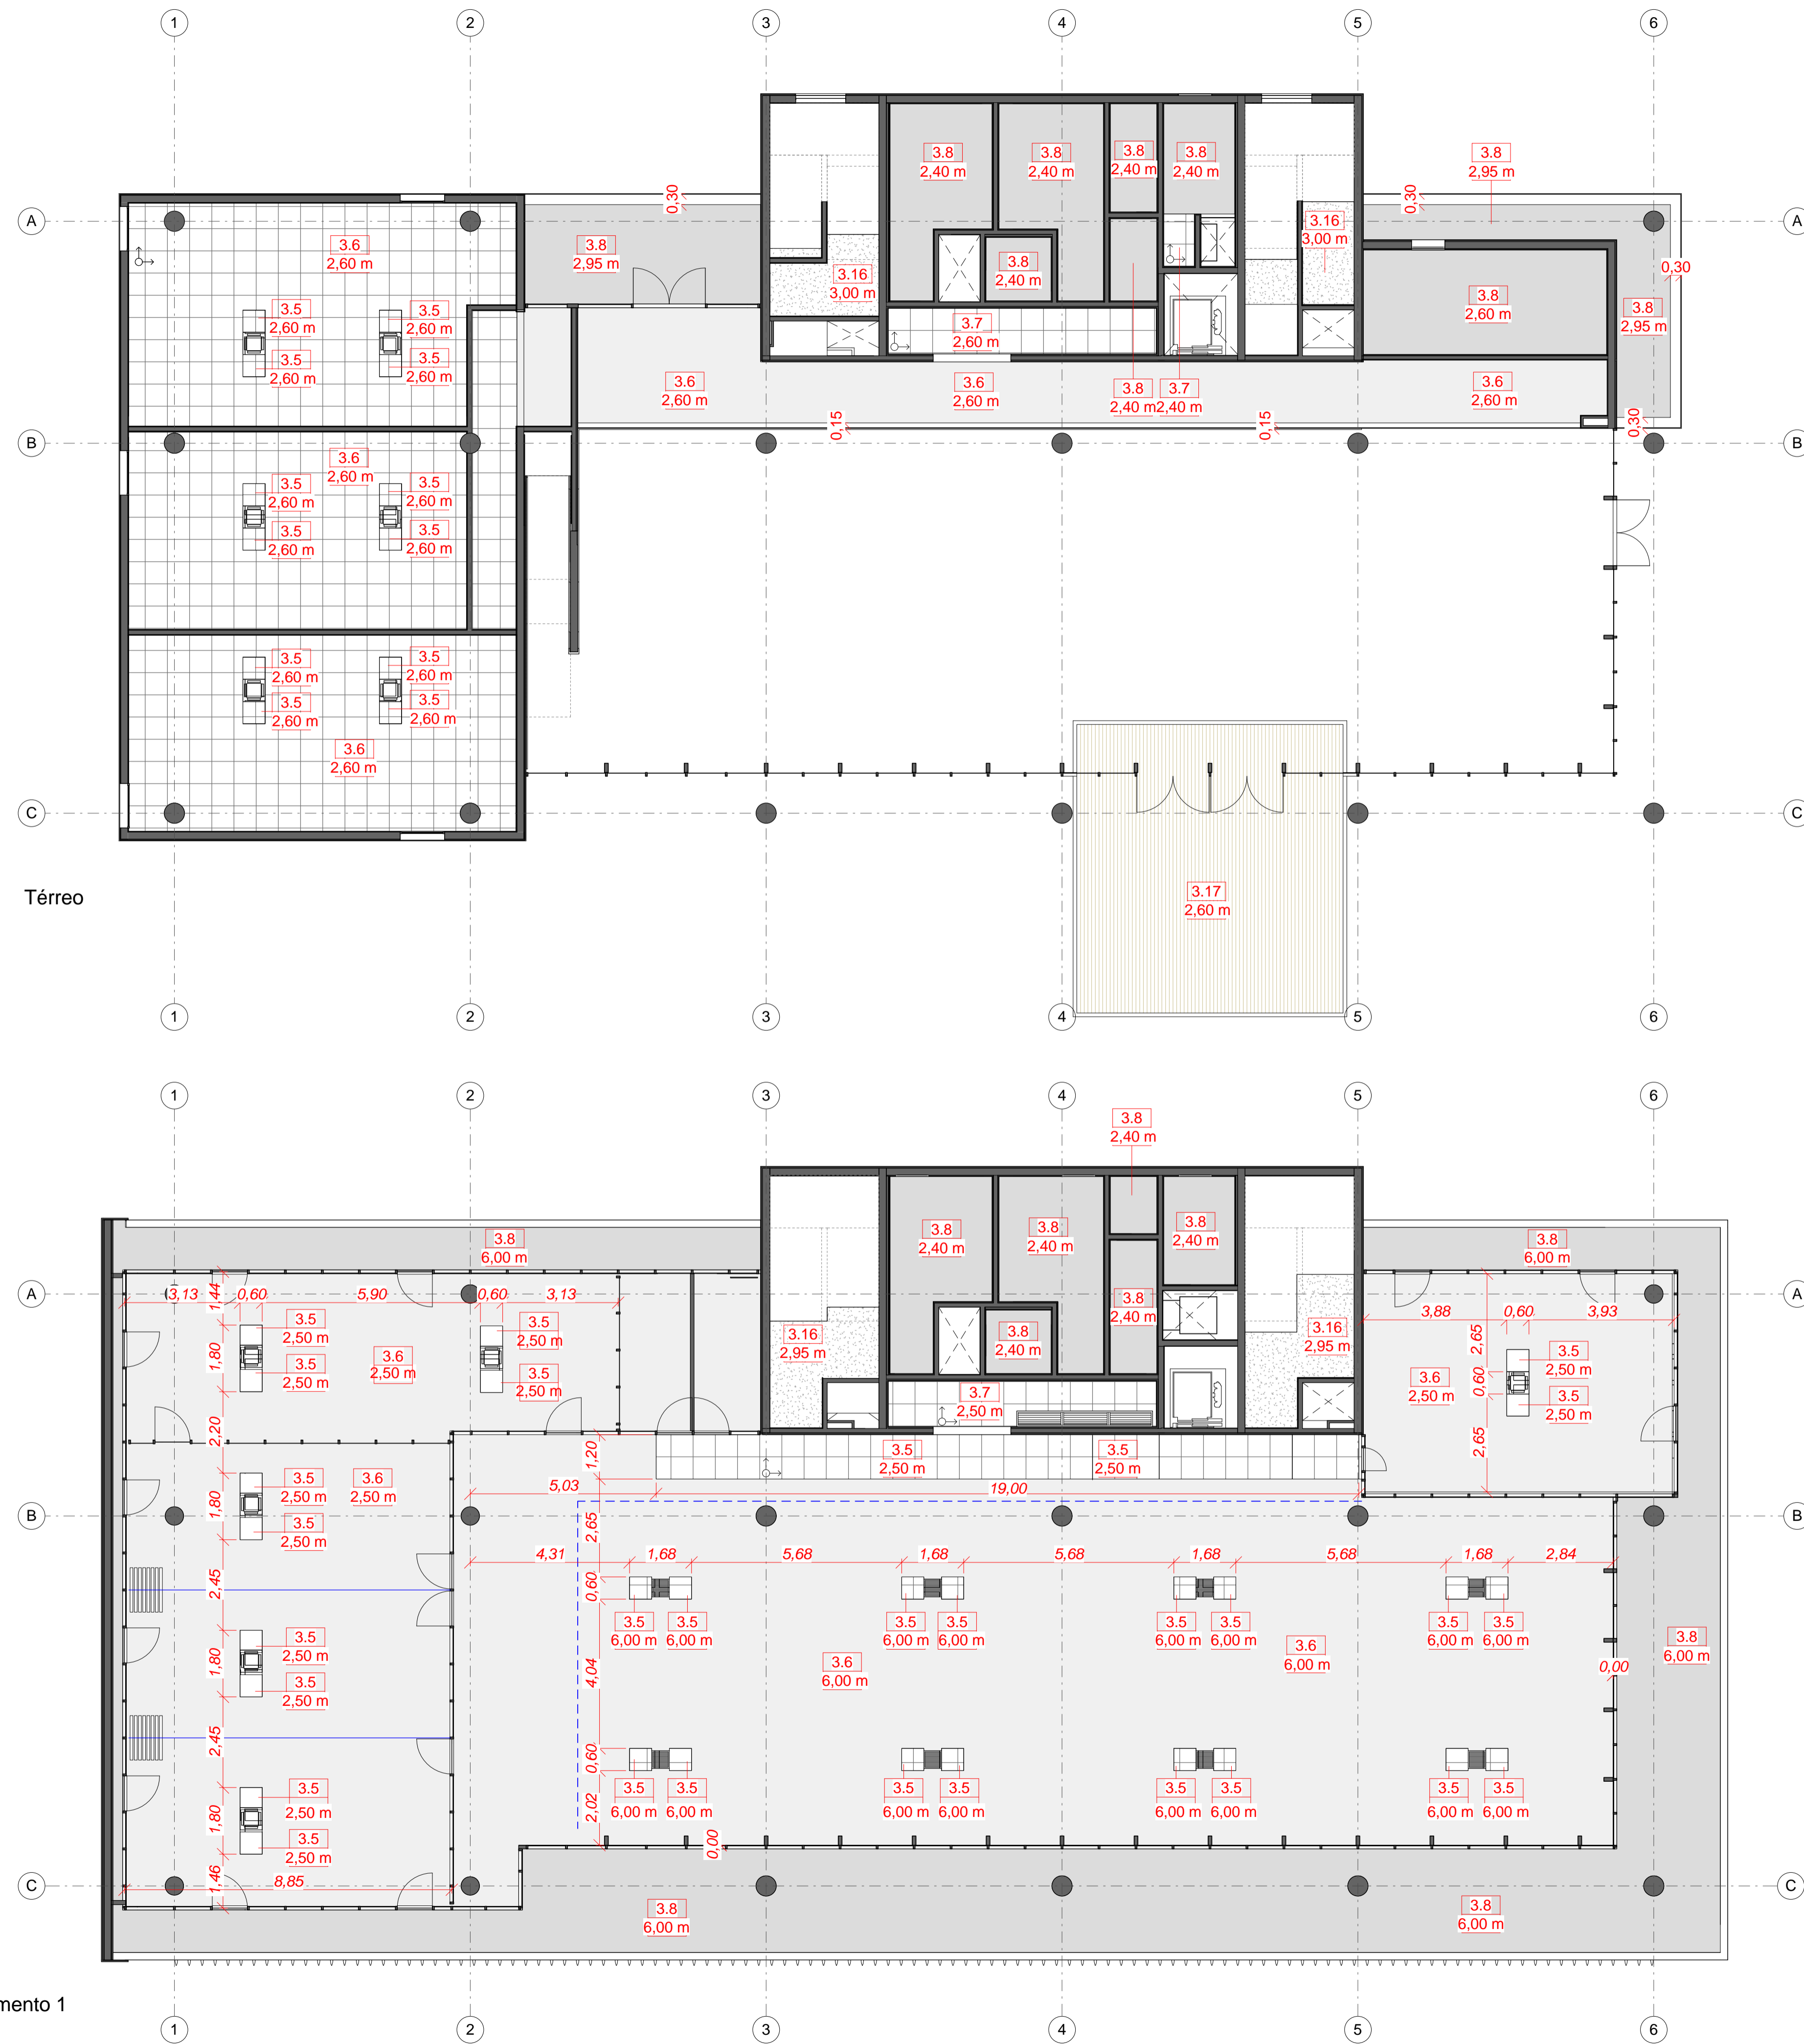 1 2 3 4 5 6
3.8 3.8 3.8 3.8 3.8
2,40 m 2,40 m 2,40 m 2,40 m 2,95 m
0,30 0,30
A A
3.6 3.8 3.16
2,60 m 2,95 m 3,00 m
3.16 3.8
3,00 m 2,40 m
0,30
3.8 3.8
2,60 m 2,95 m
3.5 3.5 3.7
2,60 m 2,60 m 2,60 m
3.5 3.5
2,60 m 2,60 m
3.6 3.6 3.8 3.7 3.6
2,60 m 2,60 m 2,40 m 2,40 m 2,60 m
0,15 0,15 0,30
B B
3.6
2,60 m
3.5 3.5
2,60 m 2,60 m
3.5 3.5
2,60 m 2,60 m
3.5 3.5
2,60 m 2,60 m
3.5 3.5
2,60 m 2,60 m
3.6
2,60 m
C C
Térreo
3.17
2,60 m
1 2 3 4 5 6
1 2 3 4 5 6
3.8
2,40 m
3.8 3.8 3.8 3.8 3.8
6,00 m 2,40 m 2,40 m 2,40 m 6,00 m
A A
3,13 0,60 5,90 0,60 3,13
1,44
3.8
2,40 m
3,88 0,60 3,93
3.5 3.5 3.16 3.8 3.16
2,50 m 2,50 m 2,95 m 2,40 m 2,95 m
1,80 2,65
3.5 3.6 3.5
2,50 m 2,50 m 2,50 m
3.6 3.5
2,50 m 2,50 m
0,60
3.5
2,50 m
3.7
2,50 m
2,20 1,20 2,65
3.5 3.5
2,50 m 2,50 m
3.5 3.6
2,50 m 2,50 m
5,03 19,00
1,80
B B
3.5
2,50 m
2,65
4,31 1,68 5,68 1,68 5,68 1,68 5,68 1,68 2,84
2,45 0,60
3.5 3.5 3.5 3.5 3.5 3.5 3.5 3.5
6,00 m 6,00 m 6,00 m 6,00 m 6,00 m 6,00 m 6,00 m 6,00 m
3.5
2,50 m
1,80 4,04
3.6 3.6 3.8
6,00 m 6,00 m 6,00 m
0,00
3.5
2,50 m
2,45 0,60
3.5 3.5 3.5 3.5 3.5 3.5 3.5 3.5
6,00 m 6,00 m 6,00 m 6,00 m 6,00 m 6,00 m 6,00 m 6,00 m
3.5
2,50 m
1,80 2,02
3.5
2,50 m
0,00
1,46
8,85
C C
3.8 3.8
6,00 m 6,00 m
mento 1
1 2 3 4 5 6